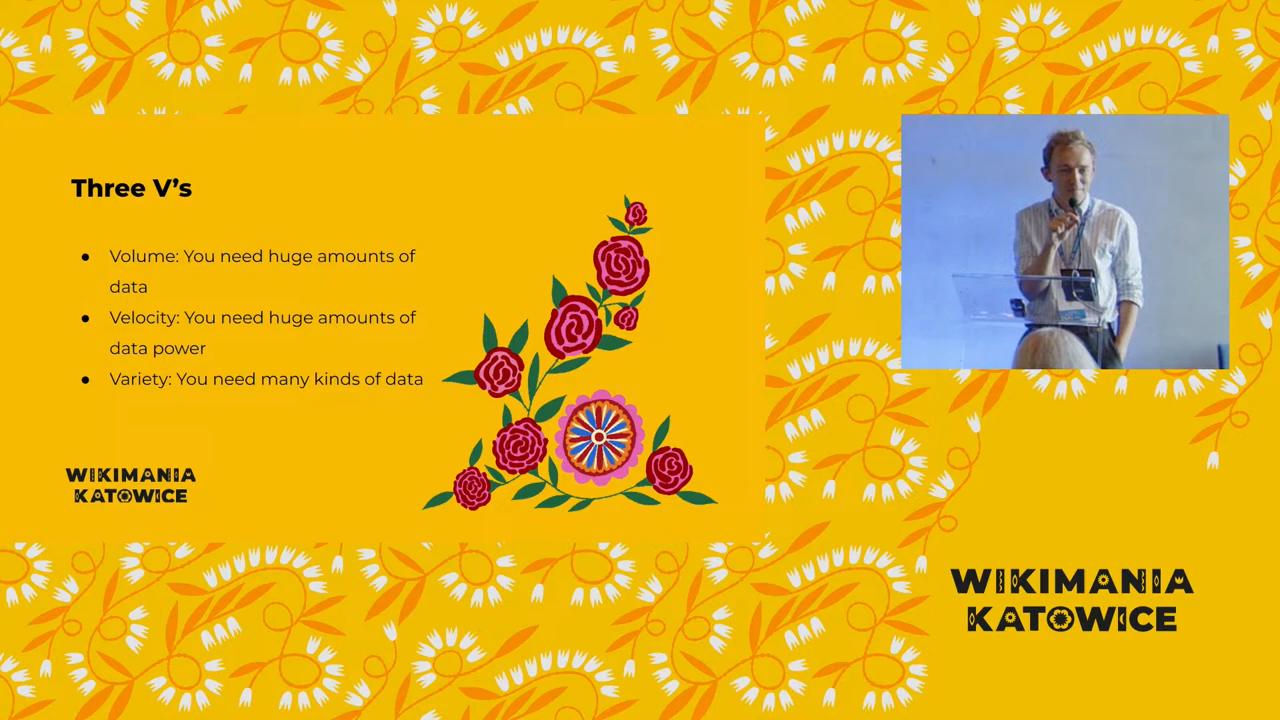 Three V's
● Volume: You need huge amounts of
data
● Velocity: You need huge amounts of
data power
● Variety: You need many kinds of data
WIKIMANIA
KATOWICE
WIKIMANIA
KATOWICE